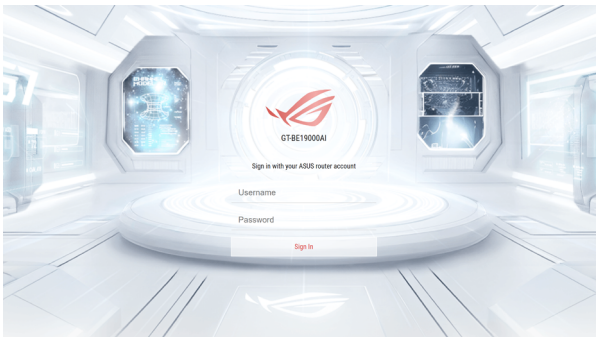 GT-BE19000AI
Sign in with your ASUS router account
Username
Password
Sign In